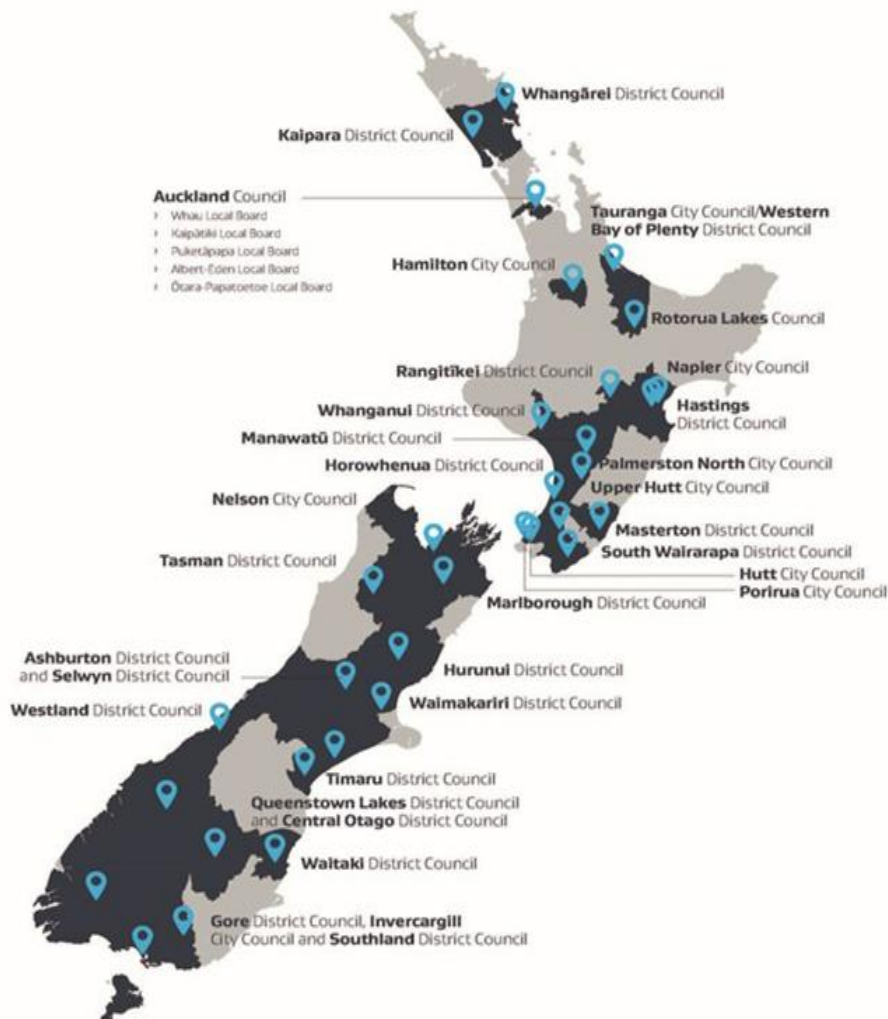 Whangārei District Council
Kaipara District Council
Auckland Council
› Whau Local Board
› Kaipātiki Local Board
› Puketāpapa Local Board
› Albert-Eden Local Board
› Ōtara-Papatoetoe Local Board
Tauranga City Council/Western
Bay of Plenty District Council
Hamilton City Council
Rotorua Lakes Council
Rangitīkei District Council
Napier City Council
Whanganui District Council
Hastings
District Council
Manawatū District Council
Horowhenua District Council
Palmerston North City Council
Upper Hutt City Council
Nelson City Council
Masterton District Council
South Wairarapa District Council
Tasman District Council
Hutt City Council
Porirua City Council
Marlborough District Council
Ashburton District Council
and Selwyn District Council
Hurunui District Council
Westland District Council
Waimakariri District Council
Timaru District Council
Queenstown Lakes District Council
and Central Otago District Council
Waitaki District Council
Gore District Council, Invercargill
City Council and Southland District Council